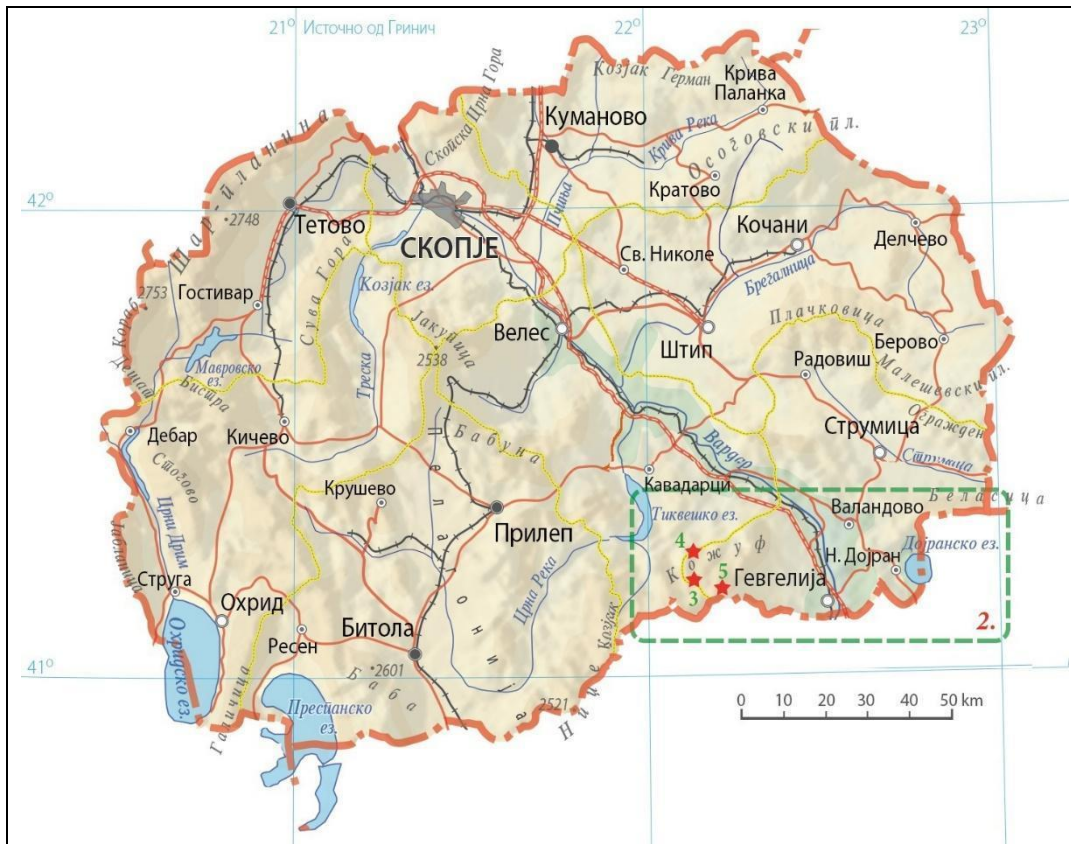 21° Источно од Гринич
22°
23°
Козјак
Герман
Крива
Паланка
Скопска Црна Гора
Куманово
Крива Река
Осоговски пл.
Шар-планина
Пчиња
Кратово
42°
42°
•2748
Тетово
СКОПЈЕ
Кочани
Делчево
Св. Николе
Брегалница
Сува Гора
Козјак ез.
2753
Д. Кораб
Гостивар
Јакупица
Велес
Штип
Плачковица
Берово
Мавровско
ез.
2538
Радовиш
Малешевски пл.
Дешат
Бистра
Треска
Огражден
Дебар
Кичево
Бабуна
Вардар
Струмица
Струмица
Стогово
Пелагонија
Кавадарци
Беласица
Крушево
Тиквешко ез.
Валандово
Црни Дрим
Прилеп
4
Кожуф
Н. Дојран
Дојранско ез.
Јабланица
Струга
3
5
Гевгелија
Охрид
Црна Река
Ресен
Битола
Козјак
2.
Охридско ез.
41°
41°
•2601
Баба
Галичица
Преспанско
ез.
2521
Ниџе
0 10 20 30 40 50 km